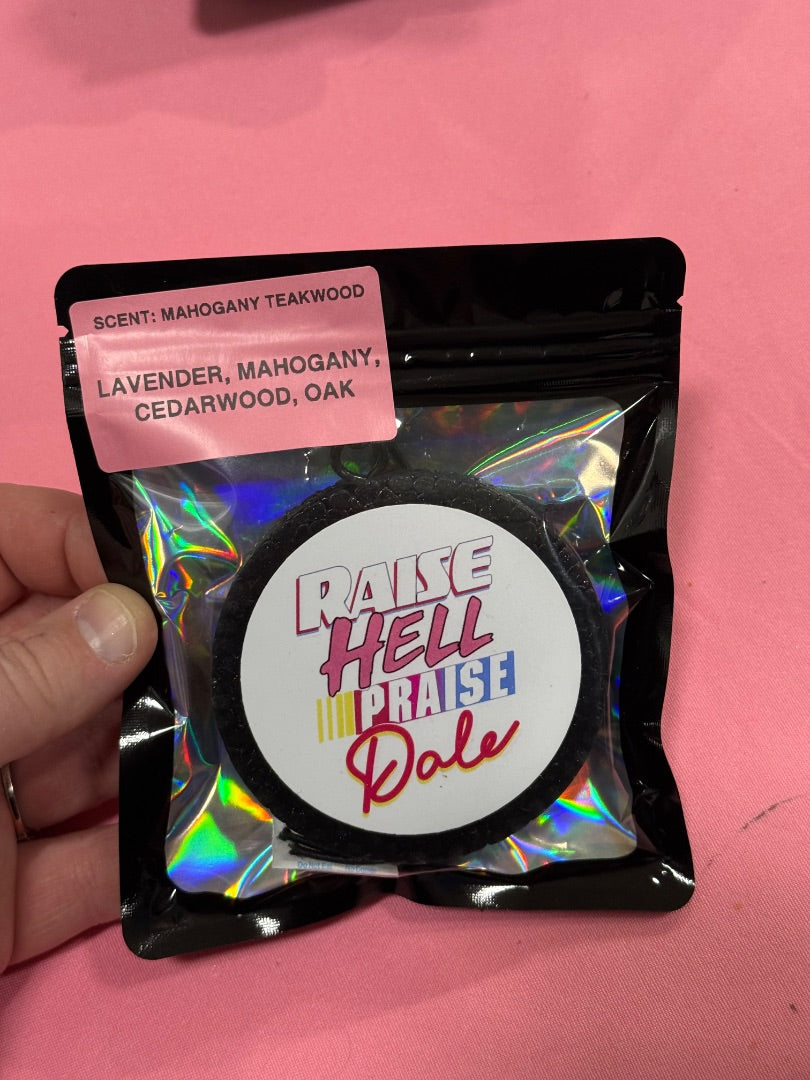 SCENT: MAHOGANY TEAKWOOD
LAVENDER, MAHOGANY,
CEDARWOOD, OAK
RAISE
HELL
PRAISE
Dale